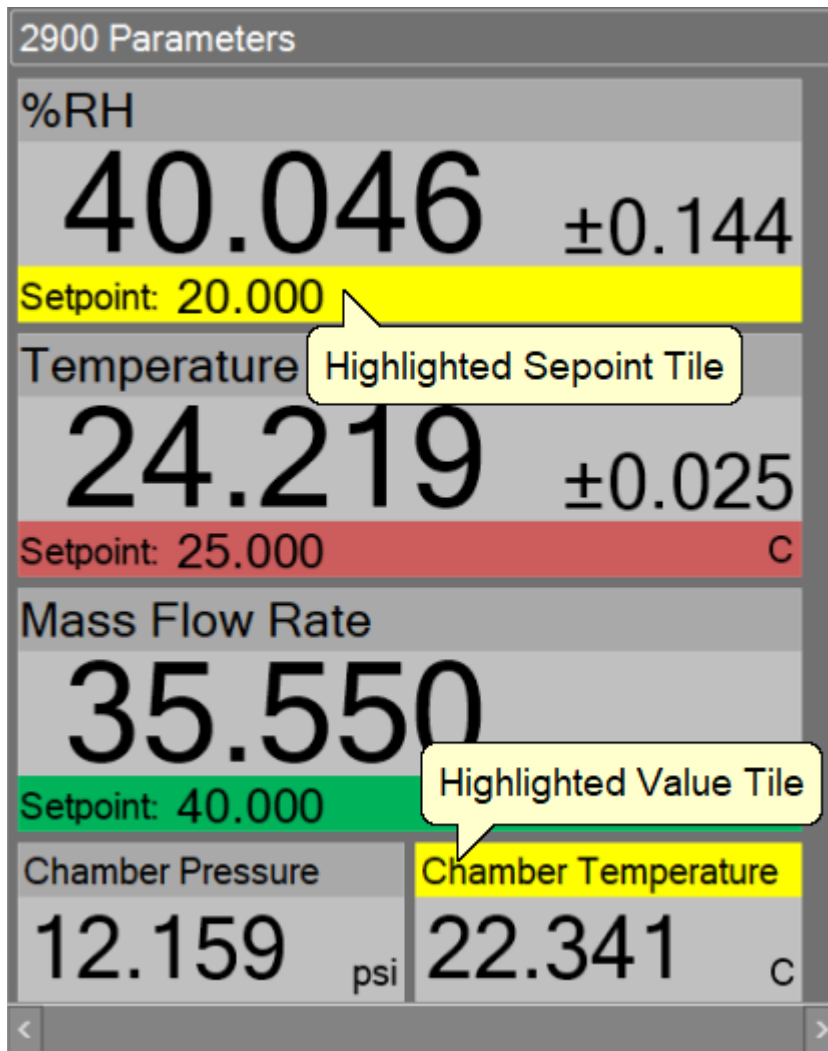 2900 Parameters
%RH
40.046 ±0.144
Setpoint: 20.000
Highlighted Sepoint Tile
Temperature
24.219 ±0.025
Setpoint: 25.000 C
Mass Flow Rate
35.550
Highlighted Value Tile
Setpoint: 40.000
Chamber Pressure
12.159 psi
Chamber Temperature
22.341 C